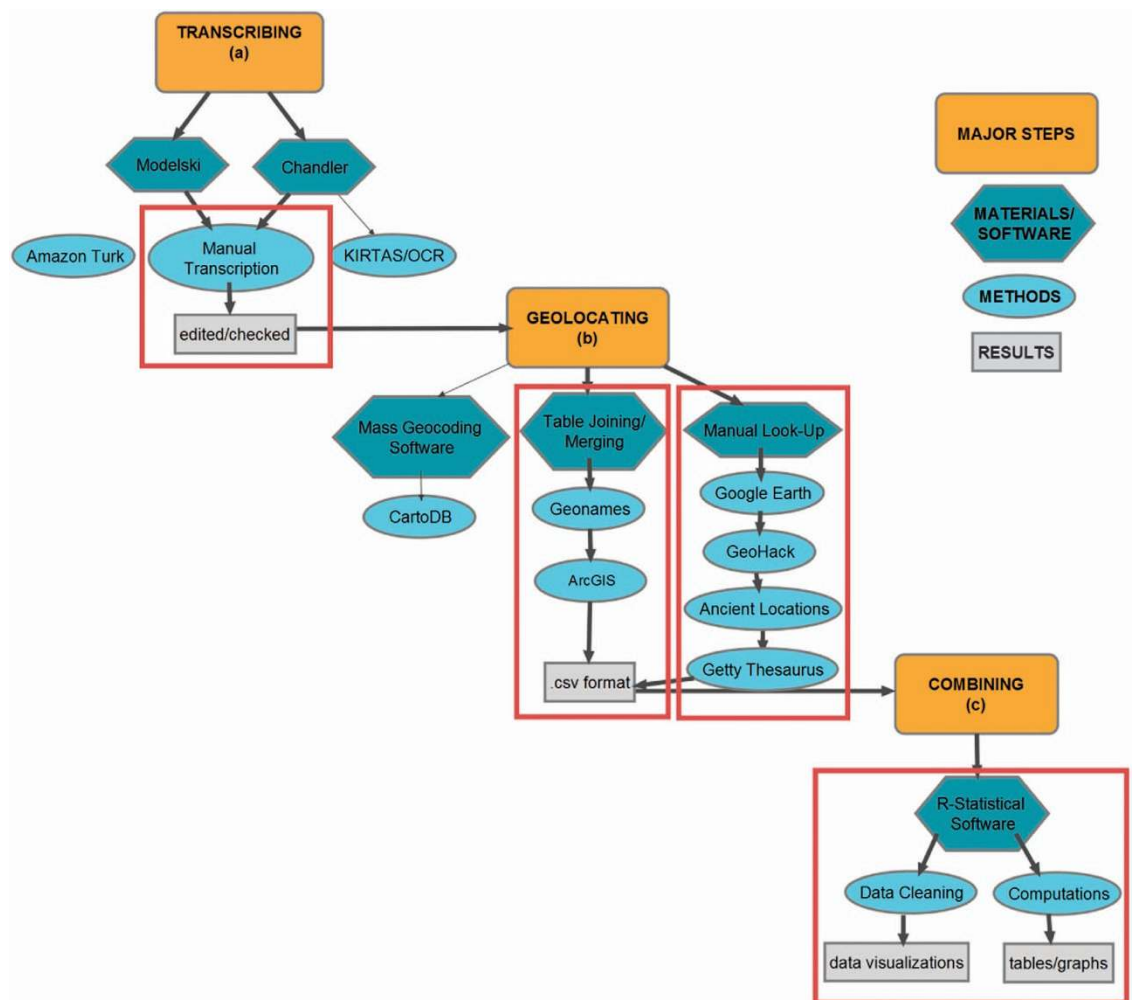 TRANSCRIBING
(a)
Modelski
Chandler
Amazon Turk
Manual
Transcription
KIRTAS/OCR
edited/checked
MAJOR STEPS
MATERIALS/
SOFTWARE
METHODS
RESULTS
GEOLOCATING
(b)
Mass Geocoding
Software
CartoDB
Table Joining/
Merging
Geonames
ArcGIS
.csv format
Manual Look-Up
Google Earth
GeoHack
Ancient Locations
Getty Thesaurus
COMBINING
(c)
R-Statistical
Software
Data Cleaning
Computations
data visualizations
tables/graphs